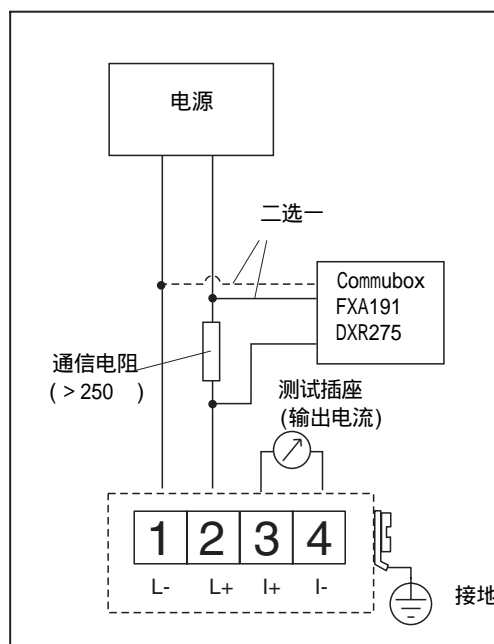 电源
二选一
Commubox
FXA191
DXR275
通信电阻
( > 250 )
测试插座
(输出电流)
1 2 3 4
L- L+ I+ I-
接地